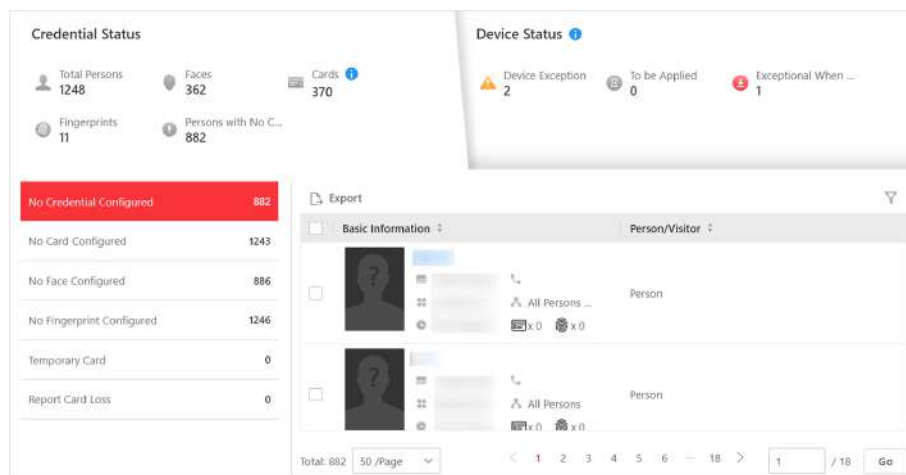 Credential Status
Total Persons
1248
Faces
362
Cards
370
Fingerprints
11
Persons with No C...
882
Device Status
Device Exception
2
To be Applied
0
Exceptional When ...
1
No Credential Configured 882
No Card Configured 1243
No Face Configured 886
No Fingerprint Configured 1246
Temporary Card 0
Report Card Loss 0
Export
Basic Information Person/Visitor
All Persons ...
x 0 x 0
Person
All Persons
x 0 x 0
Person
Total: 882 50 /Page < 1 2 3 4 5 6 ... 18 > 1 / 18 Go